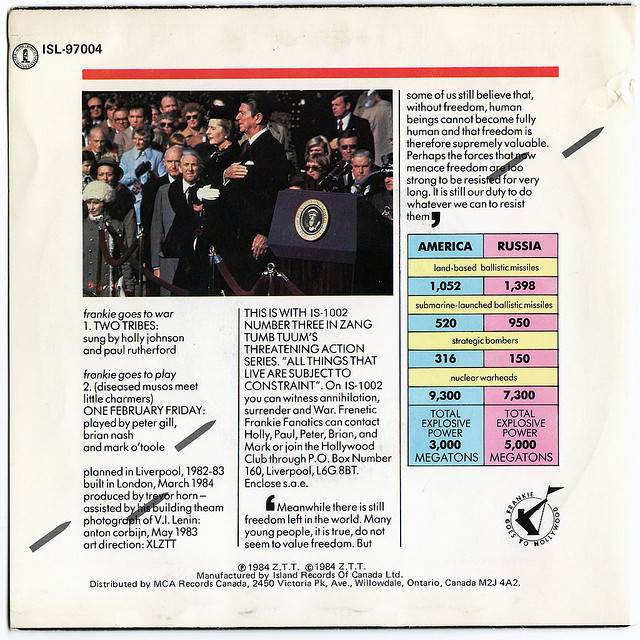 ISL-97004
frankie goes to war
1. TWO TRIBES:
sung by holly johnson
and paul rutherford
frankie goes to play
2. (diseased musos meet
little charmers)
ONE FEBRUARY FRIDAY:
played by peter gill,
brian nash
and mark o'toole
planned in Liverpool, 1982-83
built in London, March 1984
produced by trevor horn –
assisted by his building theam
photograph of V.I. Lenin:
anton corbijn, May 1983
art direction: XLZTT
THIS IS WITH IS-1002
NUMBER THREE IN ZANG
TUMB TUUM'S
THREATENING ACTION
SERIES. "ALL THINGS THAT
LIVE ARE SUBJECT TO
CONSTRAINT". On IS-1002
you can witness annihilation,
surrender and War. Frenetic
Frankie Fanatics can contact
Holly, Paul, Peter, Brian, and
Mark or join the Hollywood
Club through P.O. Box Number
160, Liverpool, L6G 8BT.
Enclose s.a.e.
‘Meanwhile there is still
freedom left in the world. Many
young people, it is true, do not
seem to value freedom. But
some of us still believe that,
without freedom, human
beings cannot become fully
human and that freedom is
therefore supremely valuable.
Perhaps the forces that now
menace freedom are too
strong to be resisted for very
long. It is still our duty to do
whatever we can to resist
them’
AMERICA RUSSIA
land-based ballistic missiles
1,052 1,398
submarine-launched ballistic missiles
520 950
strategic bombers
316 150
nuclear warheads
9,300 7,300
TOTAL TOTAL
EXPLOSIVE EXPLOSIVE
POWER POWER
3,000 5,000
MEGATONS MEGATONS
FRANKIE
GOES TO HOLLYWOOD
℗ 1984 Z.T.T. © 1984 Z.T.T.
Manufactured by Island Records Of Canada Ltd.
Distributed by MCA Records Canada, 2450 Victoria Pk, Ave., Willowdale, Ontario, Canada M2J 4A2.